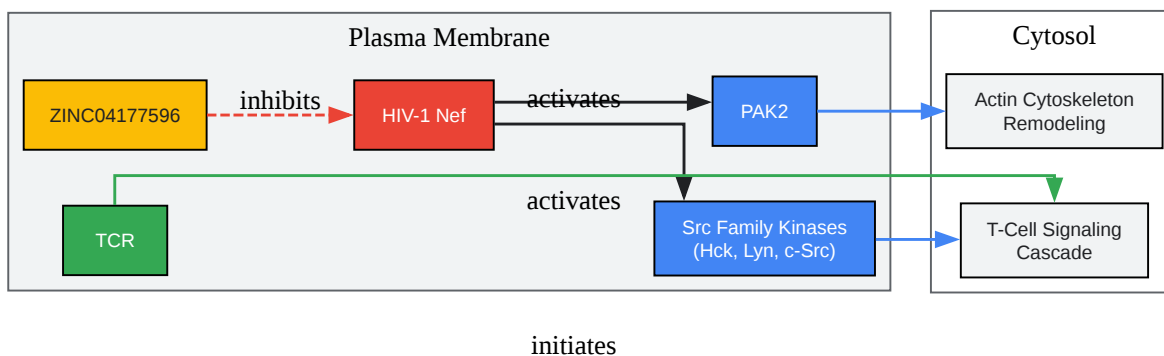 Plasma Membrane
Cytosol
ZINC04177596
inhibits
HIV-1 Nef
activates
PAK2
Actin Cytoskeleton
Remodeling
TCR
activates
Src Family Kinases
(Hck, Lyn, c-Src)
T-Cell Signaling
Cascade
initiates